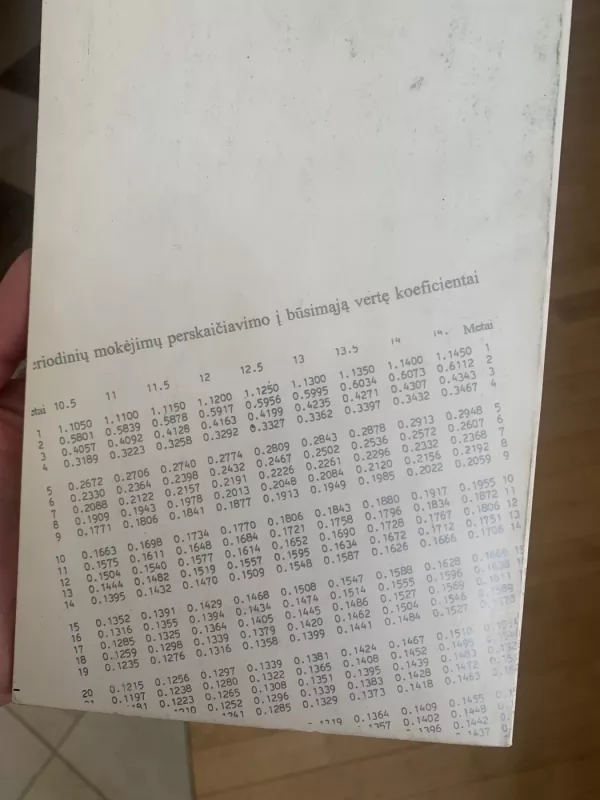 eriodinių mokėjimų perskaičiavimo į būsimąją vertę koeficientai
etai 10.5 11 11.5 12 12.5 13 13.5 14 14. Metai
1 1.1050 1.1100 1.1150 1.1200 1.1250 1.1300 1.1350 1.1400 1.1450 1
2 0.5801 0.5839 0.5878 0.5917 0.5956 0.5995 0.6034 0.6073 0.6112 2
3 0.4057 0.4092 0.4128 0.4163 0.4199 0.4235 0.4271 0.4307 0.4343 3
4 0.3189 0.3223 0.3258 0.3292 0.3327 0.3362 0.3397 0.3432 0.3467 4
5 0.2672 0.2706 0.2740 0.2774 0.2809 0.2843 0.2878 0.2913 0.2948 5
6 0.2330 0.2364 0.2398 0.2432 0.2467 0.2502 0.2536 0.2572 0.2607 6
7 0.2088 0.2122 0.2157 0.2191 0.2226 0.2261 0.2296 0.2332 0.2368 7
8 0.1909 0.1943 0.1978 0.2013 0.2048 0.2084 0.2120 0.2156 0.2192 8
9 0.1771 0.1806 0.1841 0.1877 0.1913 0.1949 0.1985 0.2022 0.2059 9
10 0.1663 0.1698 0.1734 0.1770 0.1806 0.1843 0.1880 0.1917 0.1955 10
11 0.1575 0.1611 0.1648 0.1684 0.1721 0.1758 0.1796 0.1834 0.1872 11
12 0.1504 0.1540 0.1577 0.1614 0.1652 0.1690 0.1728 0.1767 0.1806 12
13 0.1444 0.1482 0.1519 0.1557 0.1595 0.1634 0.1672 0.1712 0.1751 13
14 0.1395 0.1432 0.1470 0.1509 0.1548 0.1587 0.1626 0.1666 0.1706 14
15 0.1352 0.1391 0.1429 0.1468 0.1508 0.1547 0.1588 0.1628
16 0.1316 0.1355 0.1394 0.1434 0.1474 0.1514 0.1555 0.1596
17 0.1285 0.1325 0.1364 0.1405 0.1445 0.1486 0.1527 0.1569
18 0.1259 0.1298 0.1339 0.1379 0.1420 0.1462 0.1504 0.1546
19 0.1235 0.1276 0.1316 0.1358 0.1399 0.1441 0.1484 0.1527
20 0.1215 0.1256 0.1297 0.1339 0.1381 0.1424 0.1467 0.1510
0.1197 0.1238 0.1280 0.1322 0.1365 0.1408 0.1452 0.1495
0.1223 0.1265 0.1308 0.1351 0.1395 0.1439 0.1483
0.1252 0.1296 0.1339 0.1383 0.1428 0.1472
0.1285 0.1329 0.1373 0.1418 0.1463
0.1364 0.1409 0.1455
0.1402 0.1448
0.1442